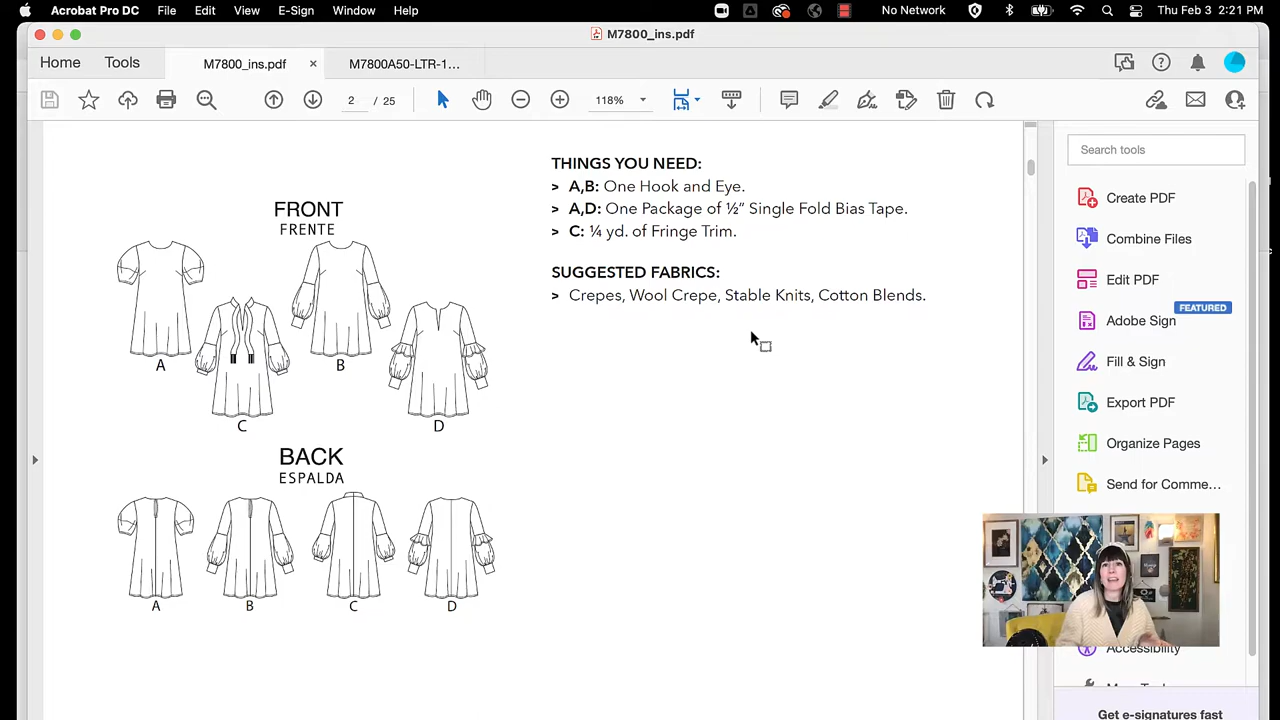 Acrobat Pro DC File Edit View E-Sign Window Help No Network Thu Feb 3 2:21 PM
M7800_ins.pdf
Home Tools M7800_ins.pdf × M7800A50-LTR-1...
2 / 25 118%
THINGS YOU NEED:
> A,B: One Hook and Eye.
> A,D: One Package of ½" Single Fold Bias Tape.
> C: ¼ yd. of Fringe Trim.
SUGGESTED FABRICS:
> Crepes, Wool Crepe, Stable Knits, Cotton Blends.
FRONT
FRENTE
A
B
C
D
BACK
ESPALDA
A B C D
Search tools
Create PDF
Combine Files
Edit PDF
FEATURED
Adobe Sign
Fill & Sign
Export PDF
Organize Pages
Send for Comme...
Accessibility
Get e-signatures fast